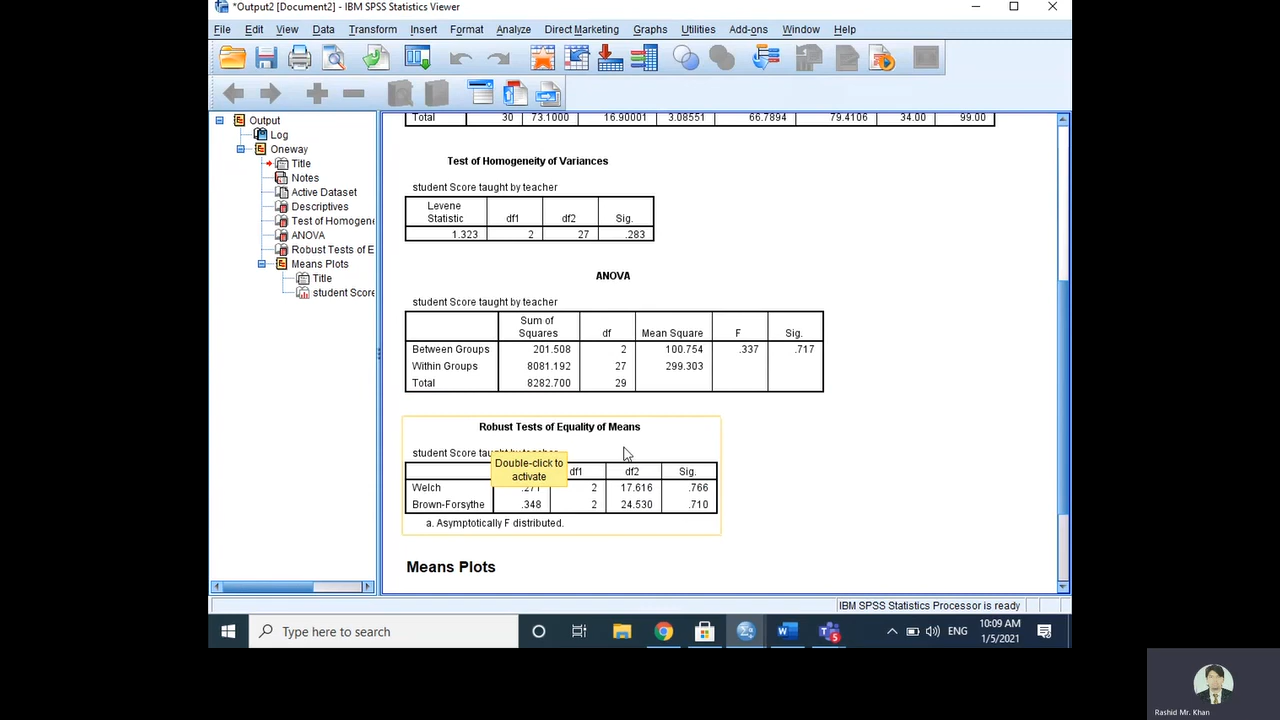 *Output2 [Document2] - IBM SPSS Statistics Viewer
File Edit View Data Transform Insert Format Analyze Direct Marketing Graphs Utilities Add-ons Window Help
Output
Log
Oneway
Title
Notes
Active Dataset
Descriptives
Test of Homogene
ANOVA
Robust Tests of E
Means Plots
Title
student Score
Total 30 73.1000 16.90001 3.08551 66.7894 79.4106 34.00 99.00
Test of Homogeneity of Variances
student Score taught by teacher
Levene
Statistic df1 df2 Sig.
1.323 2 27 .283
ANOVA
student Score taught by teacher
Sum of
Squares df Mean Square F Sig.
Between Groups 201.508 2 100.754 .337 .717
Within Groups 8081.192 27 299.303
Total 8282.700 29
Robust Tests of Equality of Means
student Score taught by teacher
Double-click to
activate
df1 df2 Sig.
Welch .271 2 17.616 .766
Brown-Forsythe .348 2 24.530 .710
a. Asymptotically F distributed.
Means Plots
IBM SPSS Statistics Processor is ready
Type here to search
5
ENG
10:09 AM
1/5/2021
Rashid Mr. Khan